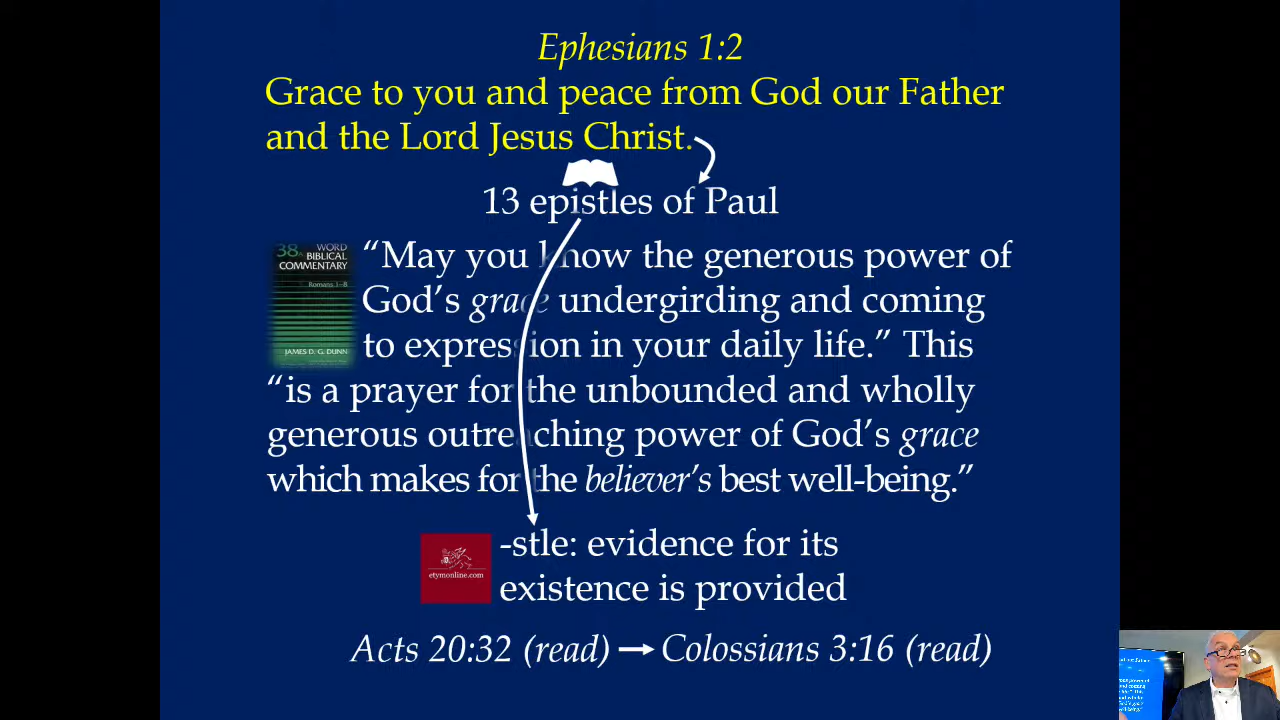 Ephesians 1:2
Grace to you and peace from God our Father
and the Lord Jesus Christ.
13 epistles of Paul
38A WORD
BIBLICAL
COMMENTARY
Romans 1-8
JAMES D. G. DUNN
“May you know the generous power of
God’s grace undergirding and coming
to expression in your daily life.” This
“is a prayer for the unbounded and wholly
generous outreaching power of God’s grace
which makes for the believer’s best well-being.”
etymonline.com
-stle: evidence for its
existence is provided
Acts 20:32 (read) → Colossians 3:16 (read)